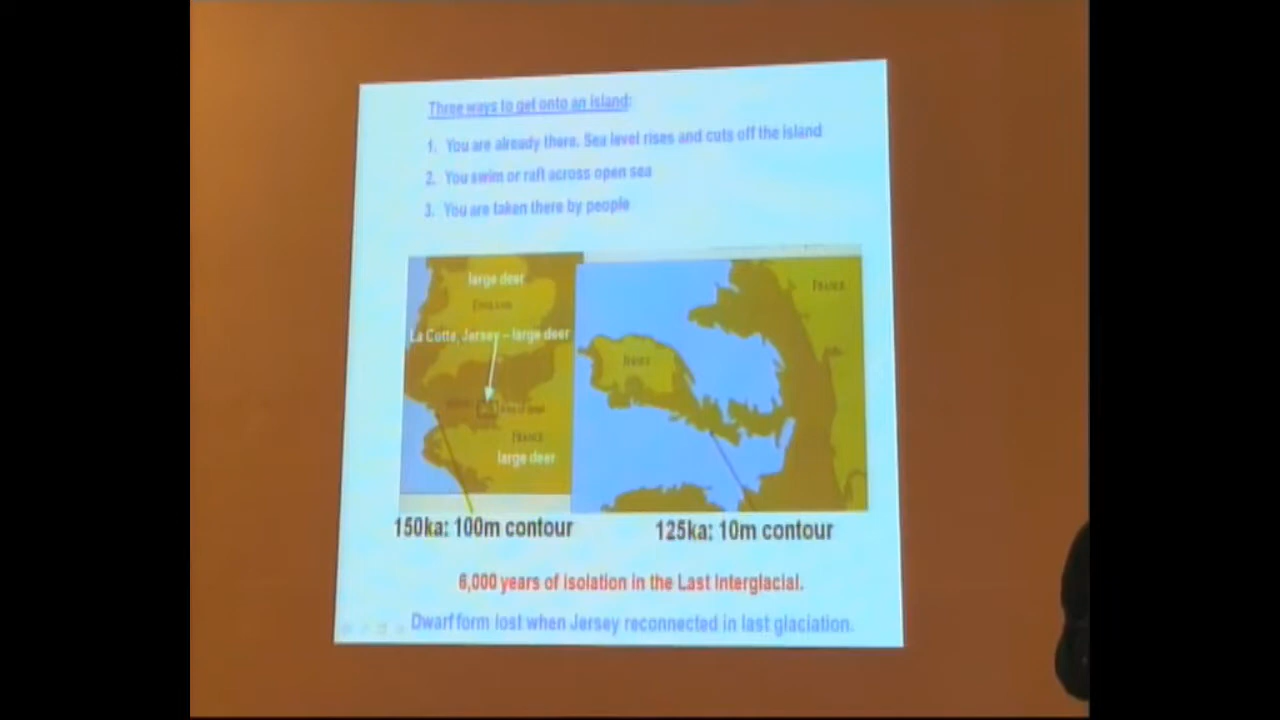 Three ways to get onto an island:
1. You are already there. Sea level rises and cuts off the island
2. You swim or raft across open sea
3. You are taken there by people
large deer
ENGLAND
La Cotte, Jersey – large deer
FRANCE
large deer
FRANCE
JERSEY
150ka: 100m contour
125ka: 10m contour
6,000 years of isolation in the Last Interglacial.
Dwarf form lost when Jersey reconnected in last glaciation.